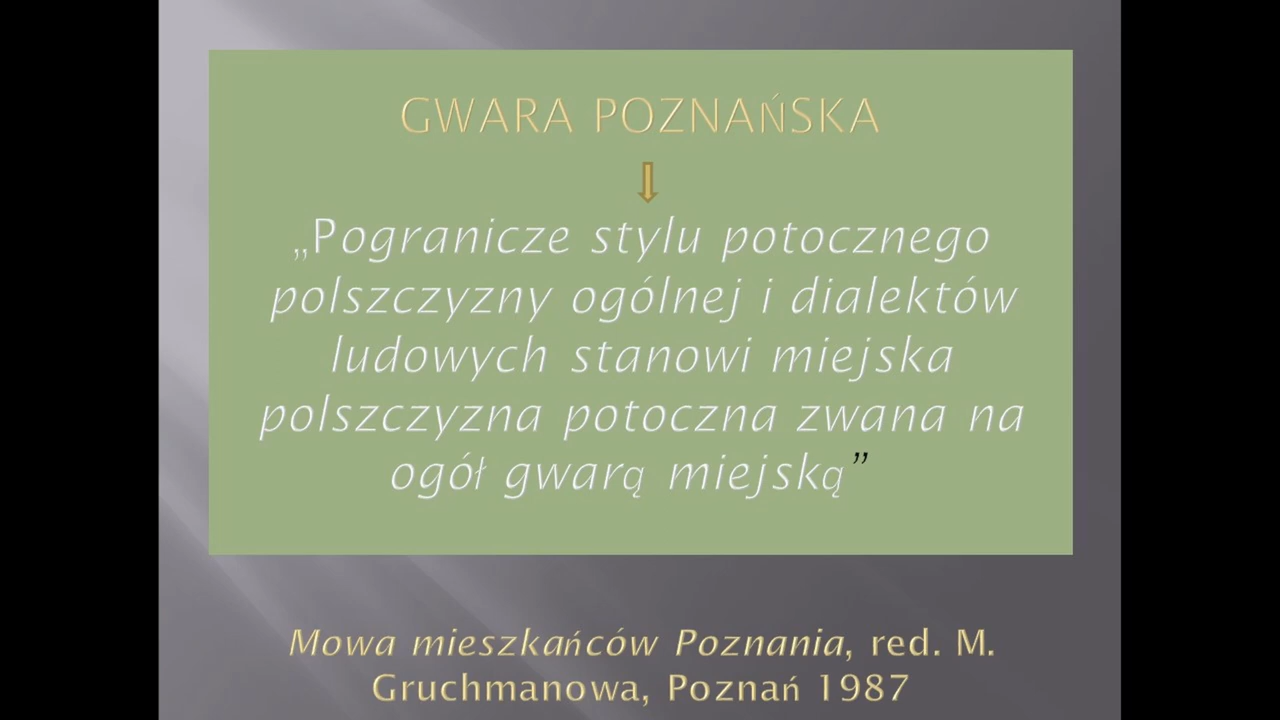 GWARA POZNAŃSKA
„Pogranicze stylu potocznego
polszczyzny ogólnej i dialektów
ludowych stanowi miejska
polszczyzna potoczna zwana na
ogół gwarą miejską”
Mowa mieszkańców Poznania, red. M.
Gruchmanowa, Poznań 1987